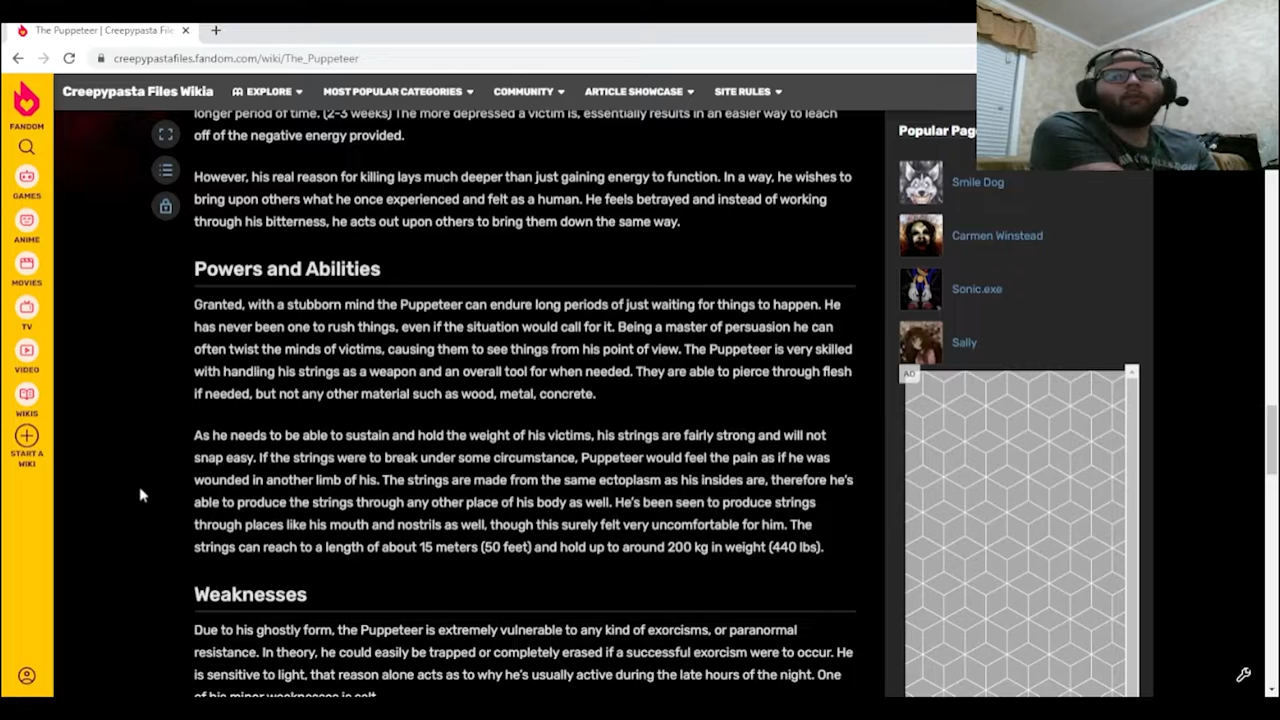 The Puppeteer | Creepypasta File
creepypastafiles.fandom.com/wiki/The_Puppeteer
FANDOM
GAMES
ANIME
MOVIES
TV
VIDEO
WIKIS
START A
WIKI
Creepypasta Files Wikia
EXPLORE
MOST POPULAR CATEGORIES
COMMUNITY
ARTICLE SHOWCASE
SITE RULES
longer period of time. (2-3 weeks) The more depressed a victim is, essentially results in an easier way to leach
off of the negative energy provided.
However, his real reason for killing lays much deeper than just gaining energy to function. In a way, he wishes to
bring upon others what he once experienced and felt as a human. He feels betrayed and instead of working
through his bitterness, he acts out upon others to bring them down the same way.
Powers and Abilities
Granted, with a stubborn mind the Puppeteer can endure long periods of just waiting for things to happen. He
has never been one to rush things, even if the situation would call for it. Being a master of persuasion he can
often twist the minds of victims, causing them to see things from his point of view. The Puppeteer is very skilled
with handling his strings as a weapon and an overall tool for when needed. They are able to pierce through flesh
if needed, but not any other material such as wood, metal, concrete.
As he needs to be able to sustain and hold the weight of his victims, his strings are fairly strong and will not
snap easy. If the strings were to break under some circumstance, Puppeteer would feel the pain as if he was
wounded in another limb of his. The strings are made from the same ectoplasm as his insides are, therefore he's
able to produce the strings through any other place of his body as well. He's been seen to produce strings
through places like his mouth and nostrils as well, though this surely felt very uncomfortable for him. The
strings can reach to a length of about 15 meters (50 feet) and hold up to around 200 kg in weight (440 lbs).
Weaknesses
Due to his ghostly form, the Puppeteer is extremely vulnerable to any kind of exorcisms, or paranormal
resistance. In theory, he could easily be trapped or completely erased if a successful exorcism were to occur. He
is sensitive to light, that reason alone acts as to why he's usually active during the late hours of the night. One
of his minor weaknesses is salt.
Popular Pag
Smile Dog
Carmen Winstead
Sonic.exe
Sally
AD